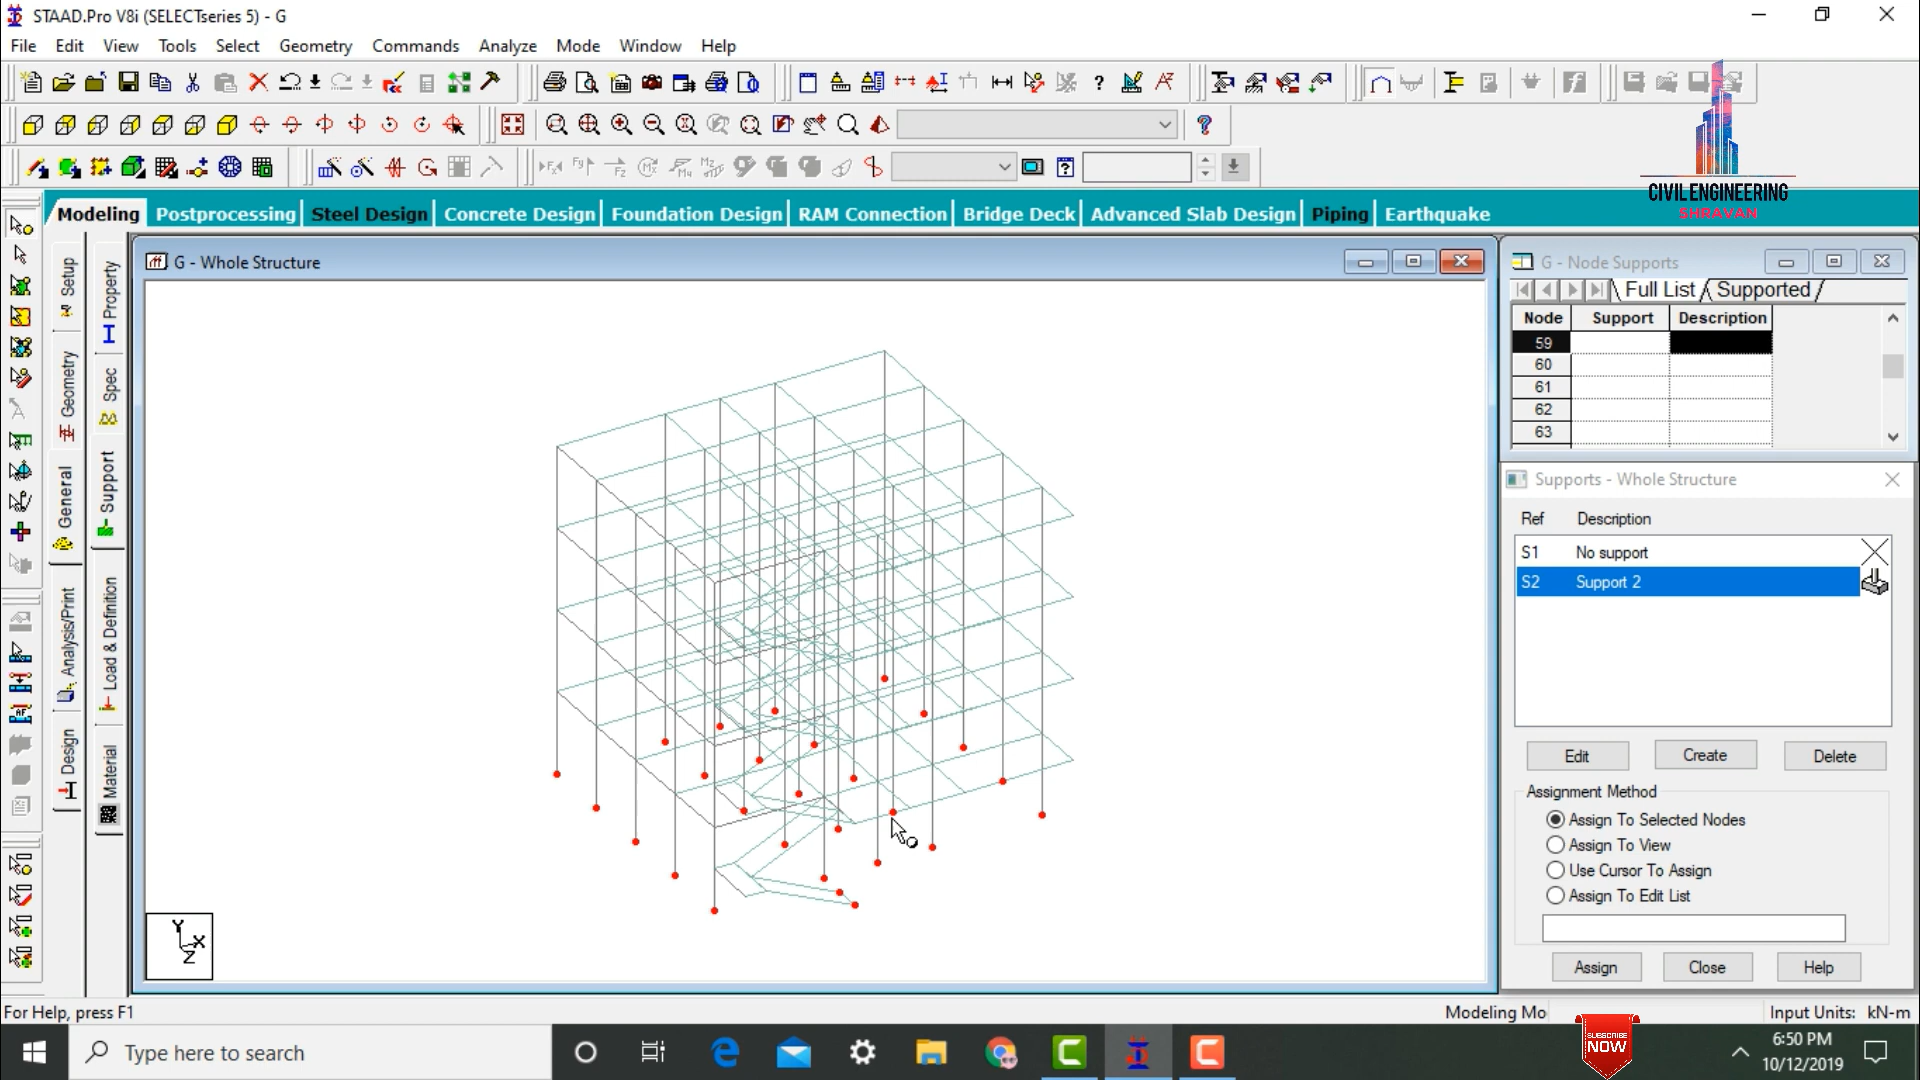 STAAD.Pro V8i (SELECTseries 5) - G
File Edit View Tools Select Geometry Commands Analyze Mode Window Help
CIVIL ENGINEERING
SHRAVAN
Modeling Postprocessing Steel Design Concrete Design Foundation Design RAM Connection Bridge Deck Advanced Slab Design Piping Earthquake
Setup
Geometry
General
Analysis/Print
Design
Property
Spec
Support
Load & Definition
Material
G - Whole Structure
Y
X
Z
G - Node Supports
Full List Supported
Node Support Description
59
60
61
62
63
Supports - Whole Structure
Ref Description
S1 No support
S2 Support 2
Edit Create Delete
Assignment Method
Assign To Selected Nodes
Assign To View
Use Cursor To Assign
Assign To Edit List
Assign Close Help
For Help, press F1
Modeling Mo
Input Units: kN-m
Type here to search
SUBSCRIBE
NOW
6:50 PM
10/12/2019